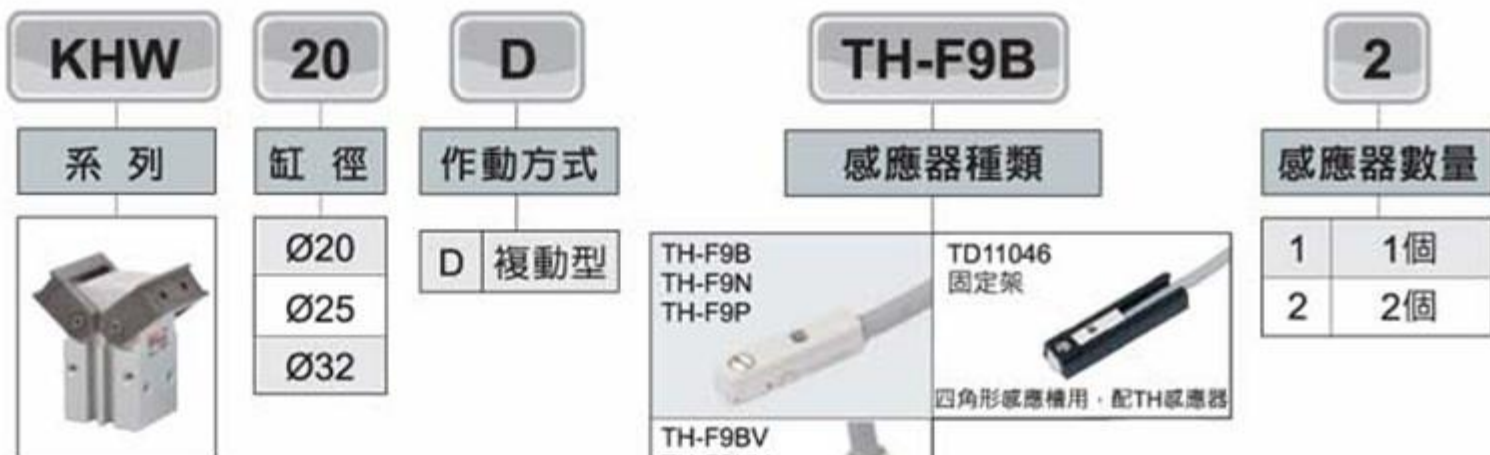 KHW 20 D TH-F9B 2
系列 缸徑 作動方式 感應器種類 感應器數量
Ø20
Ø25
Ø32
D 複動型
TH-F9B
TH-F9N
TH-F9P
TH-F9BV
TD11046
固定架
四角形感應槽用，配TH感應器
1 1個
2 2個